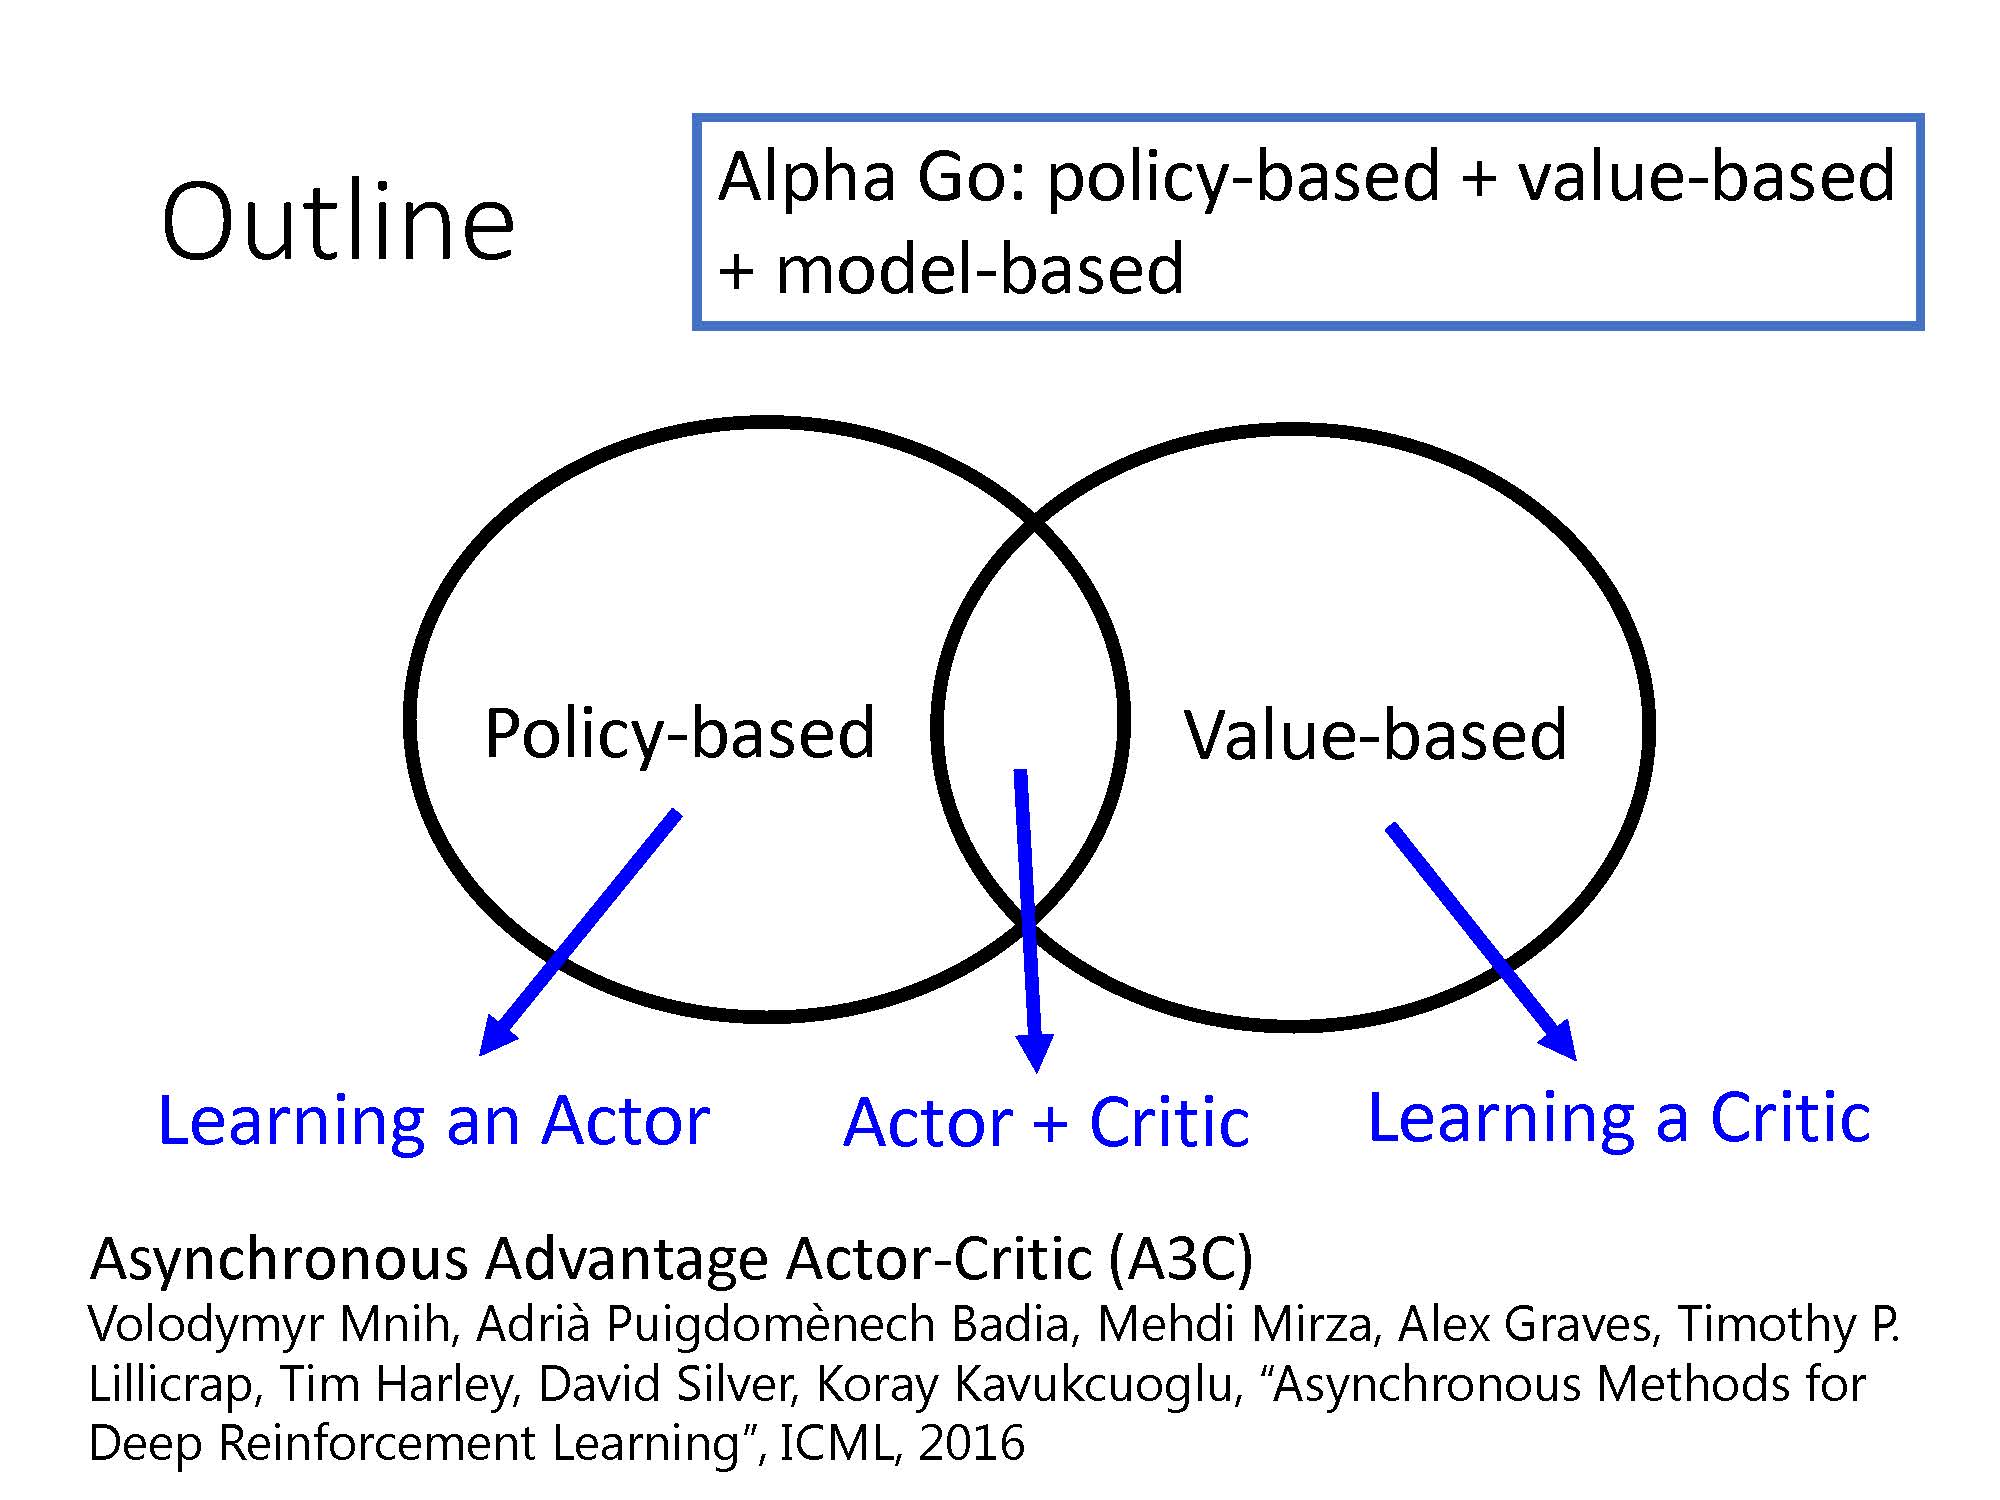 Outline
Alpha Go: policy-based + value-based
+ model-based
Policy-based
Value-based
Learning an Actor
Actor + Critic
Learning a Critic
Asynchronous Advantage Actor-Critic (A3C)
Volodymyr Mnih, Adrià Puigdomènech Badia, Mehdi Mirza, Alex Graves, Timothy P.
Lillicrap, Tim Harley, David Silver, Koray Kavukcuoglu, “Asynchronous Methods for
Deep Reinforcement Learning”, ICML, 2016